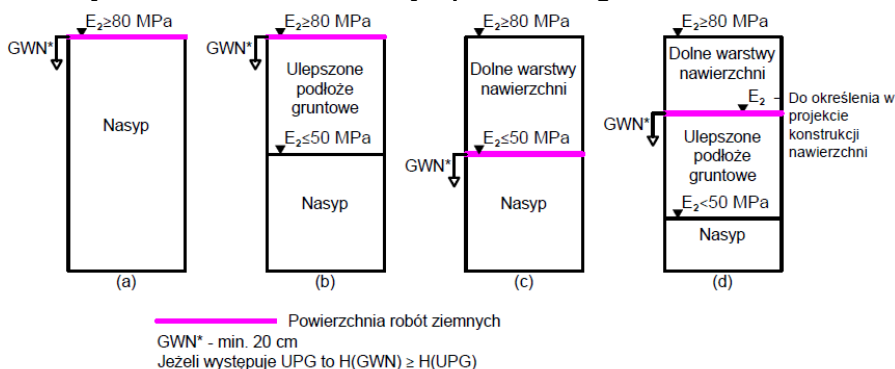 E₂≥80 MPa
GWN*
Nasyp
(a)
E₂≥80 MPa
GWN*
Ulepszone
podłoże
gruntowe
E₂≤50 MPa
Nasyp
(b)
E₂≥80 MPa
Dolne warstwy
nawierzchni
E₂≤50 MPa
GWN*
Nasyp
(c)
E₂≥80 MPa
Dolne warstwy
nawierzchni
E₂ - Do określenia w
projekcie
konstrukcji
nawierzchni
GWN*
Ulepszone
podłoże
gruntowe
E₂<50 MPa
Nasyp
(d)
Powierzchnia robót ziemnych
GWN* - min. 20 cm
Jeżeli występuje UPG to H(GWN) ≥ H(UPG)